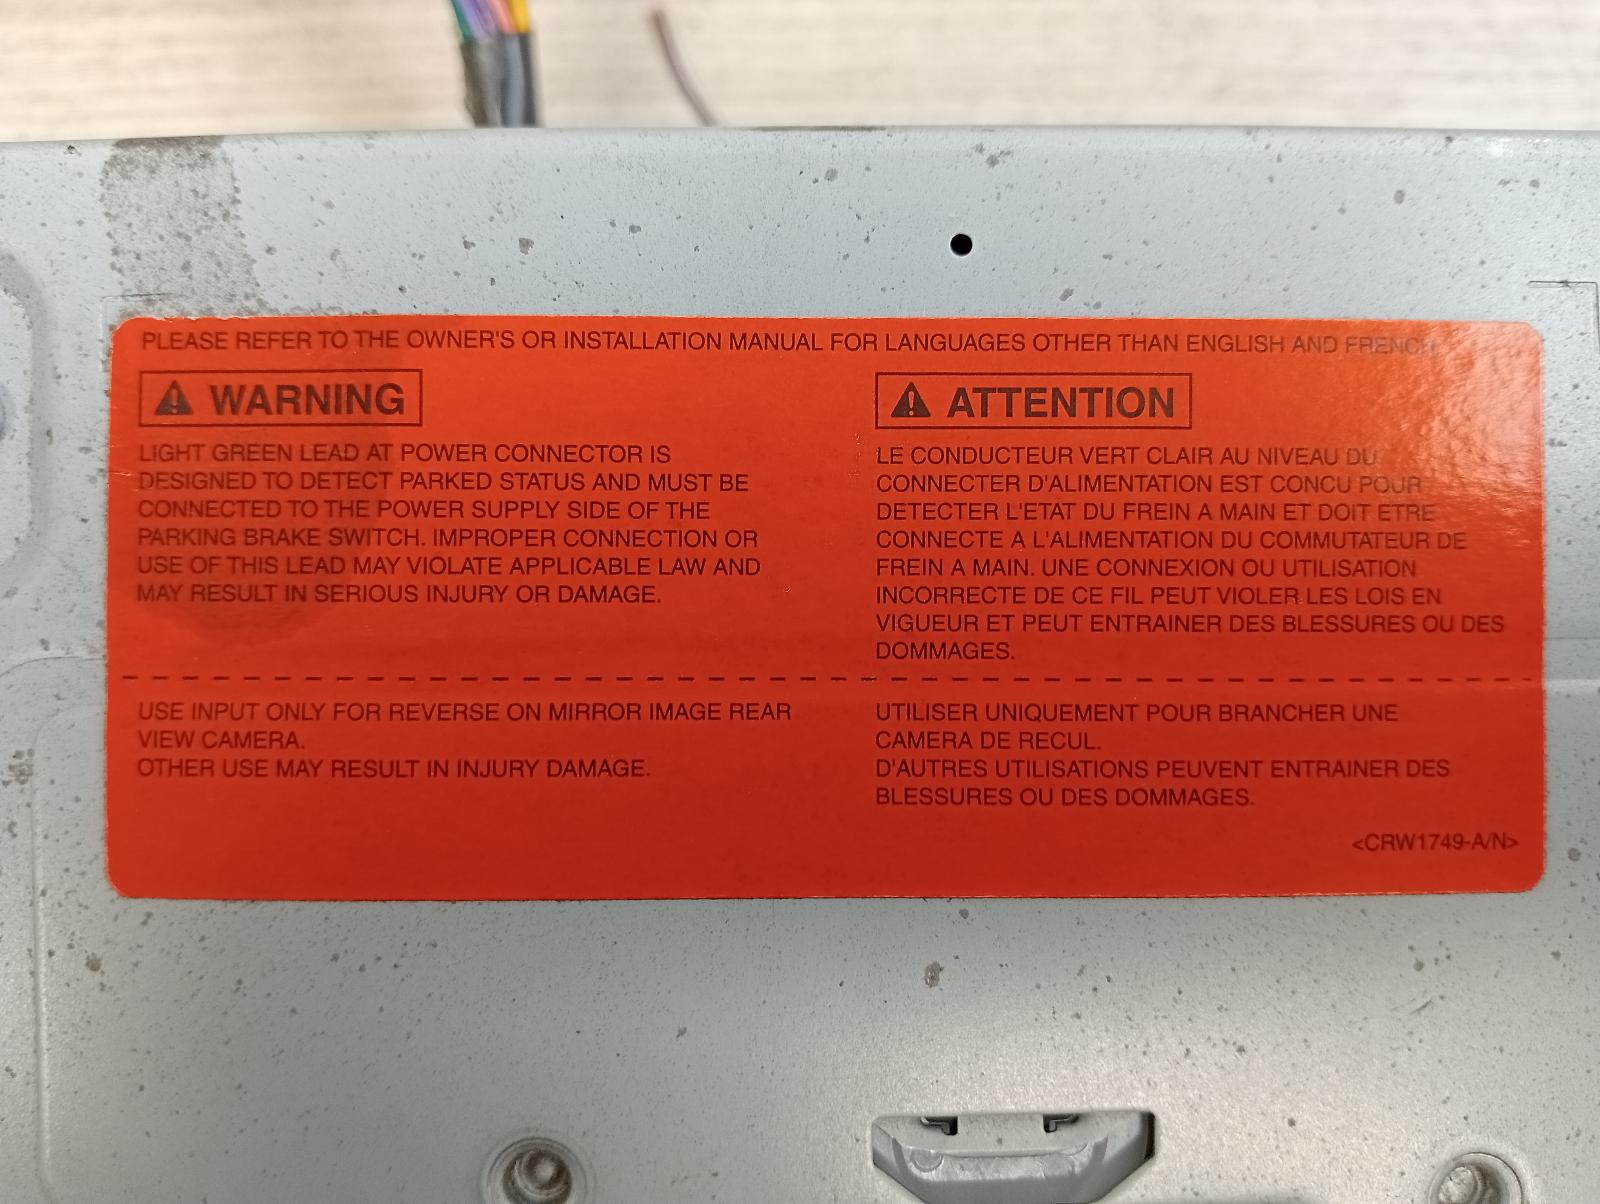 PLEASE REFER TO THE OWNER'S OR INSTALLATION MANUAL FOR LANGUAGES OTHER THAN ENGLISH AND FRENCH
WARNING
LIGHT GREEN LEAD AT POWER CONNECTOR IS
DESIGNED TO DETECT PARKED STATUS AND MUST BE
CONNECTED TO THE POWER SUPPLY SIDE OF THE
PARKING BRAKE SWITCH. IMPROPER CONNECTION OR
USE OF THIS LEAD MAY VIOLATE APPLICABLE LAW AND
MAY RESULT IN SERIOUS INJURY OR DAMAGE.
USE INPUT ONLY FOR REVERSE ON MIRROR IMAGE REAR
VIEW CAMERA.
OTHER USE MAY RESULT IN INJURY DAMAGE.
ATTENTION
LE CONDUCTEUR VERT CLAIR AU NIVEAU DU
CONNECTER D'ALIMENTATION EST CONCU POUR
DETECTER L'ETAT DU FREIN A MAIN ET DOIT ETRE
CONNECTE A L'ALIMENTATION DU COMMUTATEUR DE
FREIN A MAIN. UNE CONNEXION OU UTILISATION
INCORRECTE DE CE FIL PEUT VIOLER LES LOIS EN
VIGUEUR ET PEUT ENTRAINER DES BLESSURES OU DES
DOMMAGES.
UTILISER UNIQUEMENT POUR BRANCHER UNE
CAMERA DE RECUL.
D'AUTRES UTILISATIONS PEUVENT ENTRAINER DES
BLESSURES OU DES DOMMAGES.
<CRW1749-A/N>